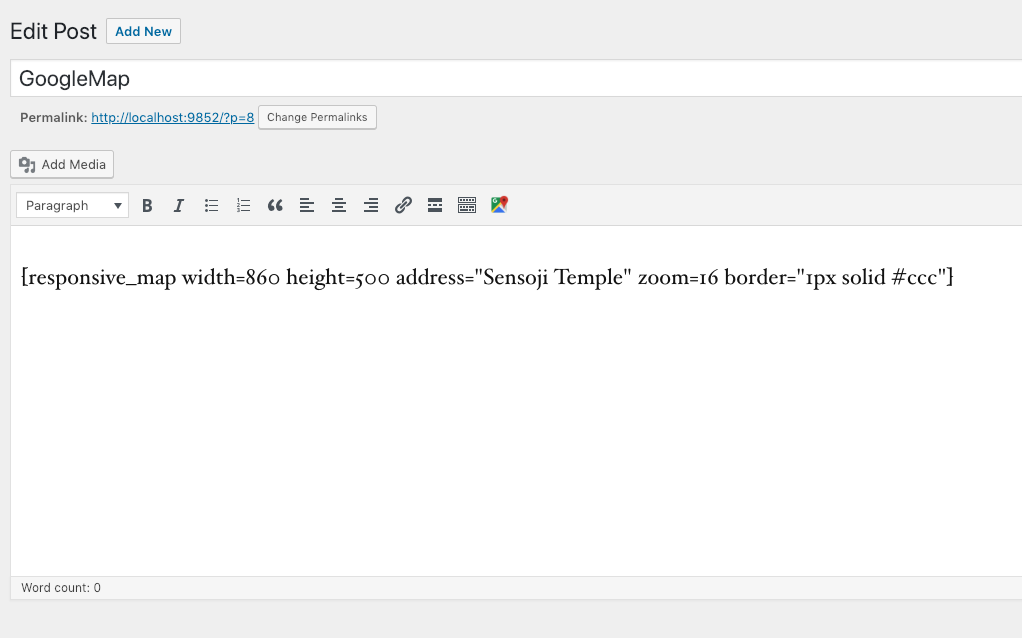 Edit Post Add New
GoogleMap
Permalink: http://localhost:9852/?p=8 Change Permalinks
Add Media
Paragraph
[responsive_map width=860 height=500 address="Sensoji Temple" zoom=16 border="1px solid #ccc"]
Word count: 0